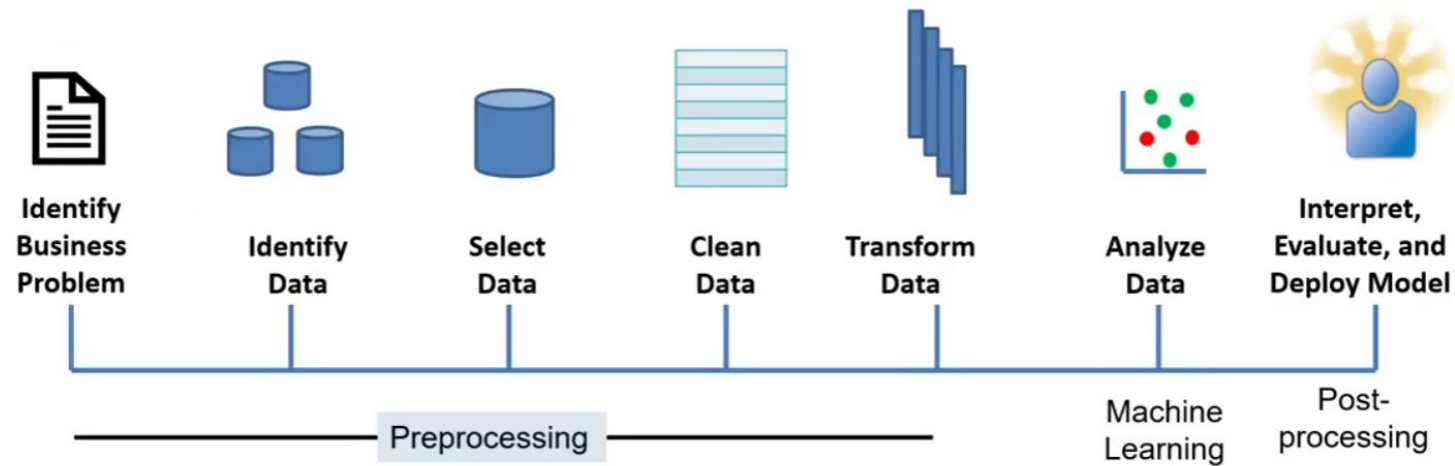 Identify
Business
Problem
Identify
Data
Select
Data
Clean
Data
Transform
Data
Analyze
Data
Interpret,
Evaluate, and
Deploy Model
Preprocessing
Machine
Learning
Post-
processing